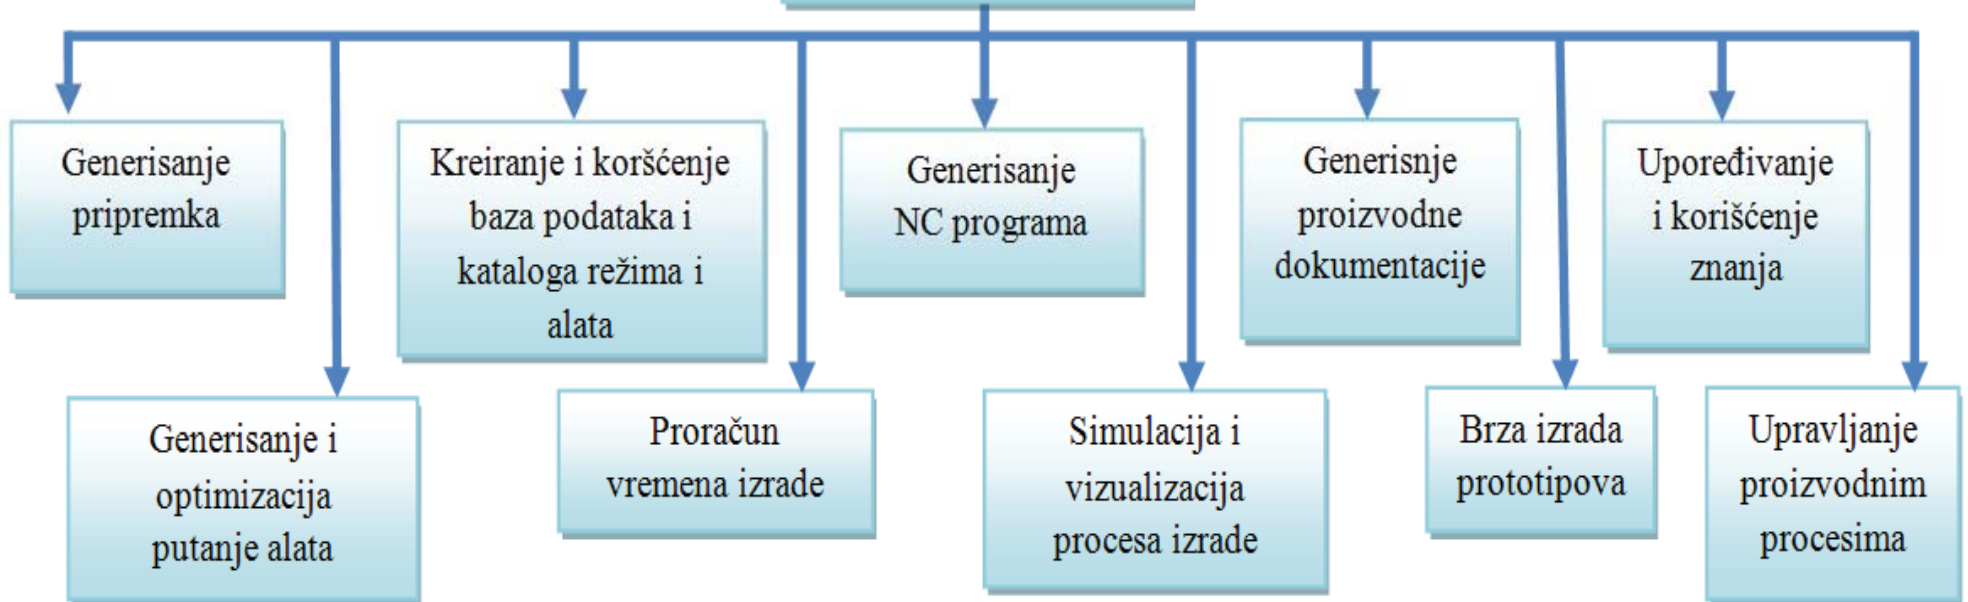 Generisanje
pripremka
Kreiranje i koršćenje
baza podataka i
kataloga režima i
alata
Generisanje
NC programa
Generisnje
proizvodne
dokumentacije
Upoređivanje
i korišćenje
znanja
Generisanje i
optimizacija
putanje alata
Proračun
vremena izrade
Simulacija i
vizualizacija
procesa izrade
Brza izrada
prototipova
Upravljanje
proizvodnim
procesima